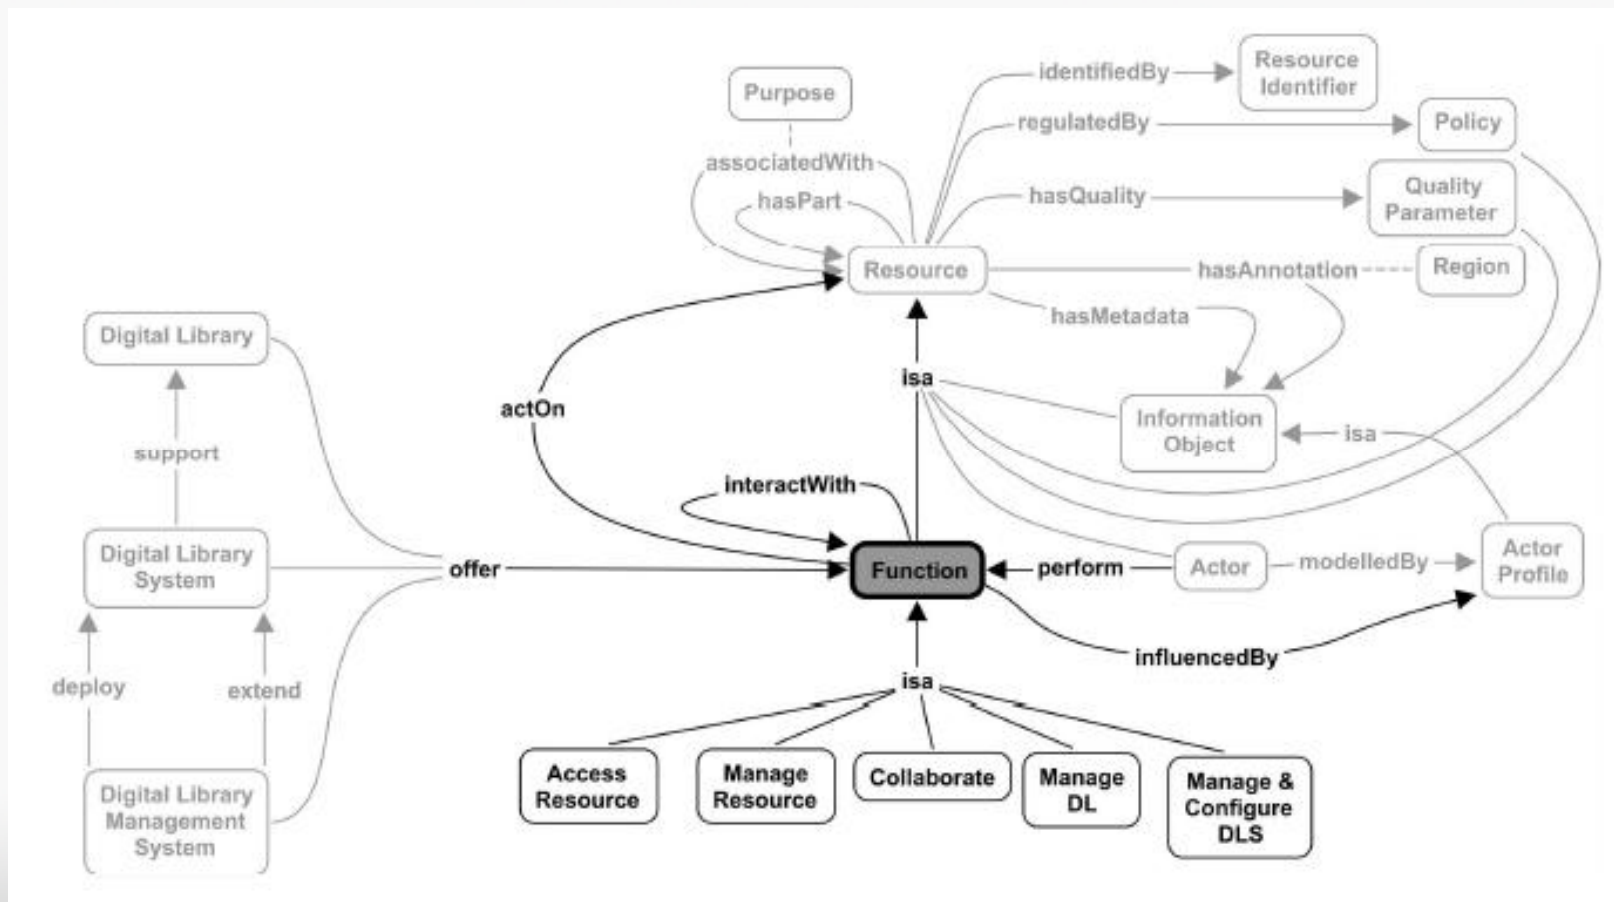 Resource
Identifier
identifiedBy
Purpose
regulatedBy
Policy
associatedWith
hasPart
hasQuality
Quality
Parameter
Resource
hasAnnotation
Region
hasMetadata
Digital Library
isa
actOn
Information
Object
isa
support
interactWith
Digital Library
System
offer
Function
perform
Actor
modelledBy
Actor
Profile
influencedBy
deploy
extend
isa
Access
Resource
Manage
Resource
Collaborate
Manage
DL
Manage &
Configure
DLS
Digital Library
Management
System